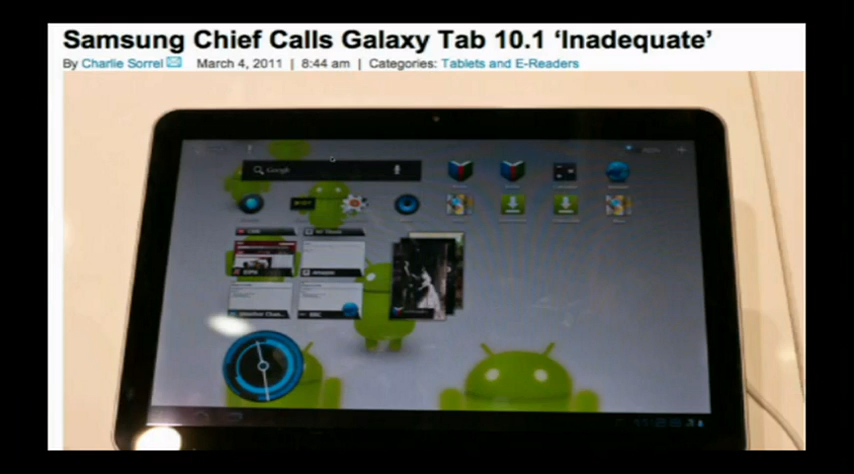 Samsung Chief Calls Galaxy Tab 10.1 ‘Inadequate’
By Charlie Sorrel March 4, 2011 | 8:44 am | Categories: Tablets and E-Readers
Google